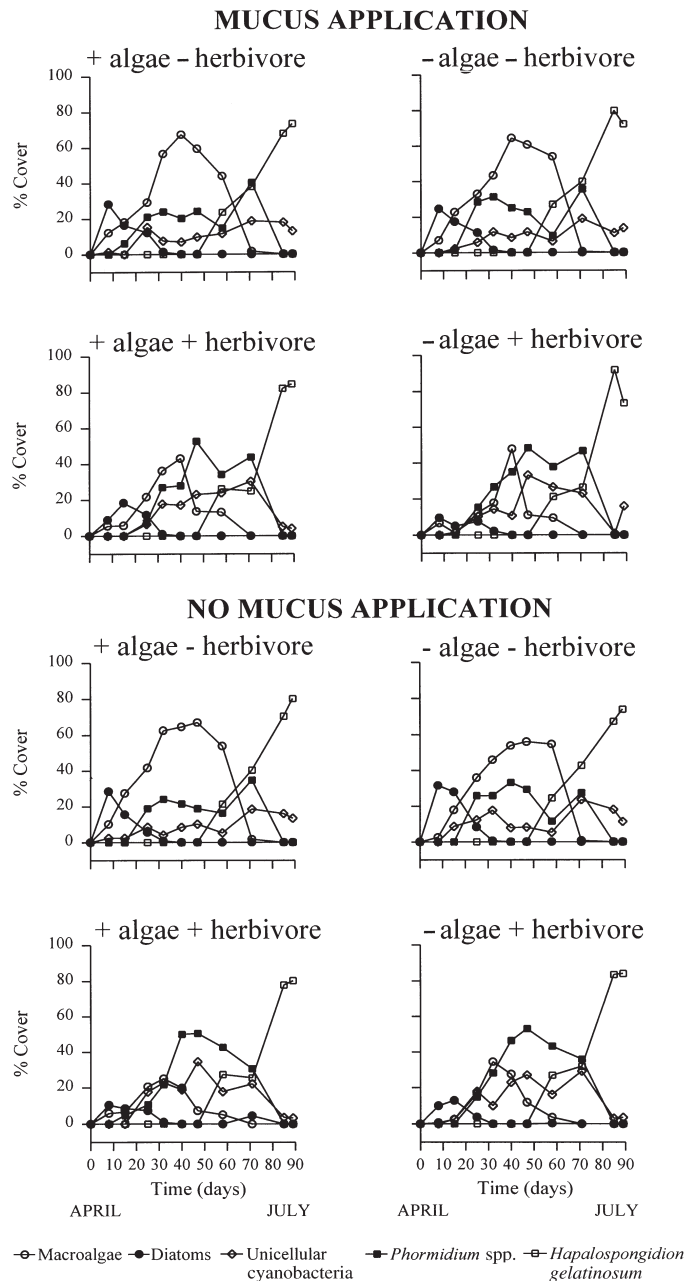 MUCUS APPLICATION
+ algae – herbivore
– algae – herbivore
100
80
60
40
20
0
% Cover
+ algae + herbivore
– algae + herbivore
100
80
60
40
20
0
% Cover
NO MUCUS APPLICATION
+ algae - herbivore
- algae - herbivore
100
80
60
40
20
0
% Cover
+ algae + herbivore
– algae + herbivore
100
80
60
40
20
0
% Cover
0 10 20 30 40 50 60 70 80 90
0 10 20 30 40 50 60 70 80 90
Time (days)
Time (days)
APRIL JULY
APRIL JULY
Macroalgae Diatoms Unicellular Phormidium spp. Hapalospongidion
cyanobacteria gelatinosum